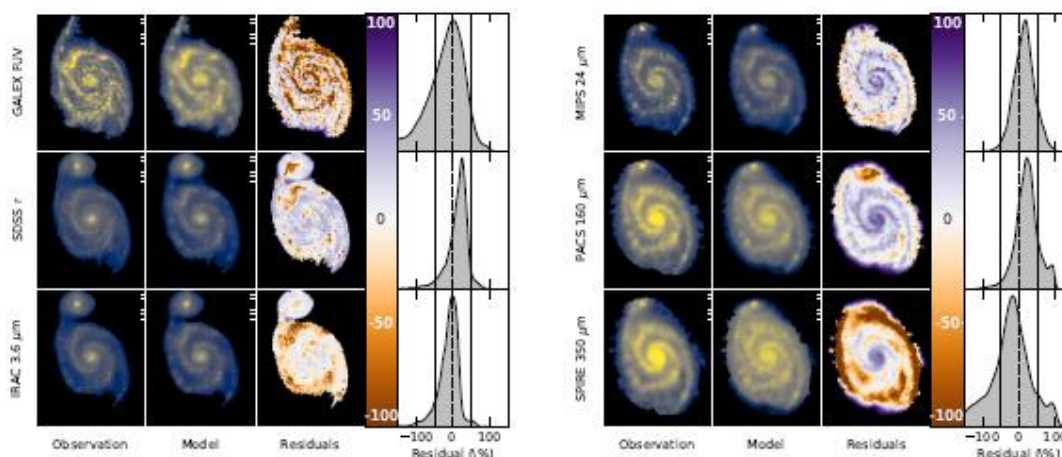 GALEX FUV
SDSS r
IRAC 3.6 μm
Observation
Model
Residuals
100
50
0
-50
-100
−100 0 100
Residual (\%)
MIPS 24 μm
PACS 160 μm
SPIRE 350 μm
Observation
Model
Residuals
100
50
0
-50
-100
−100 0 100
Residual (\%)